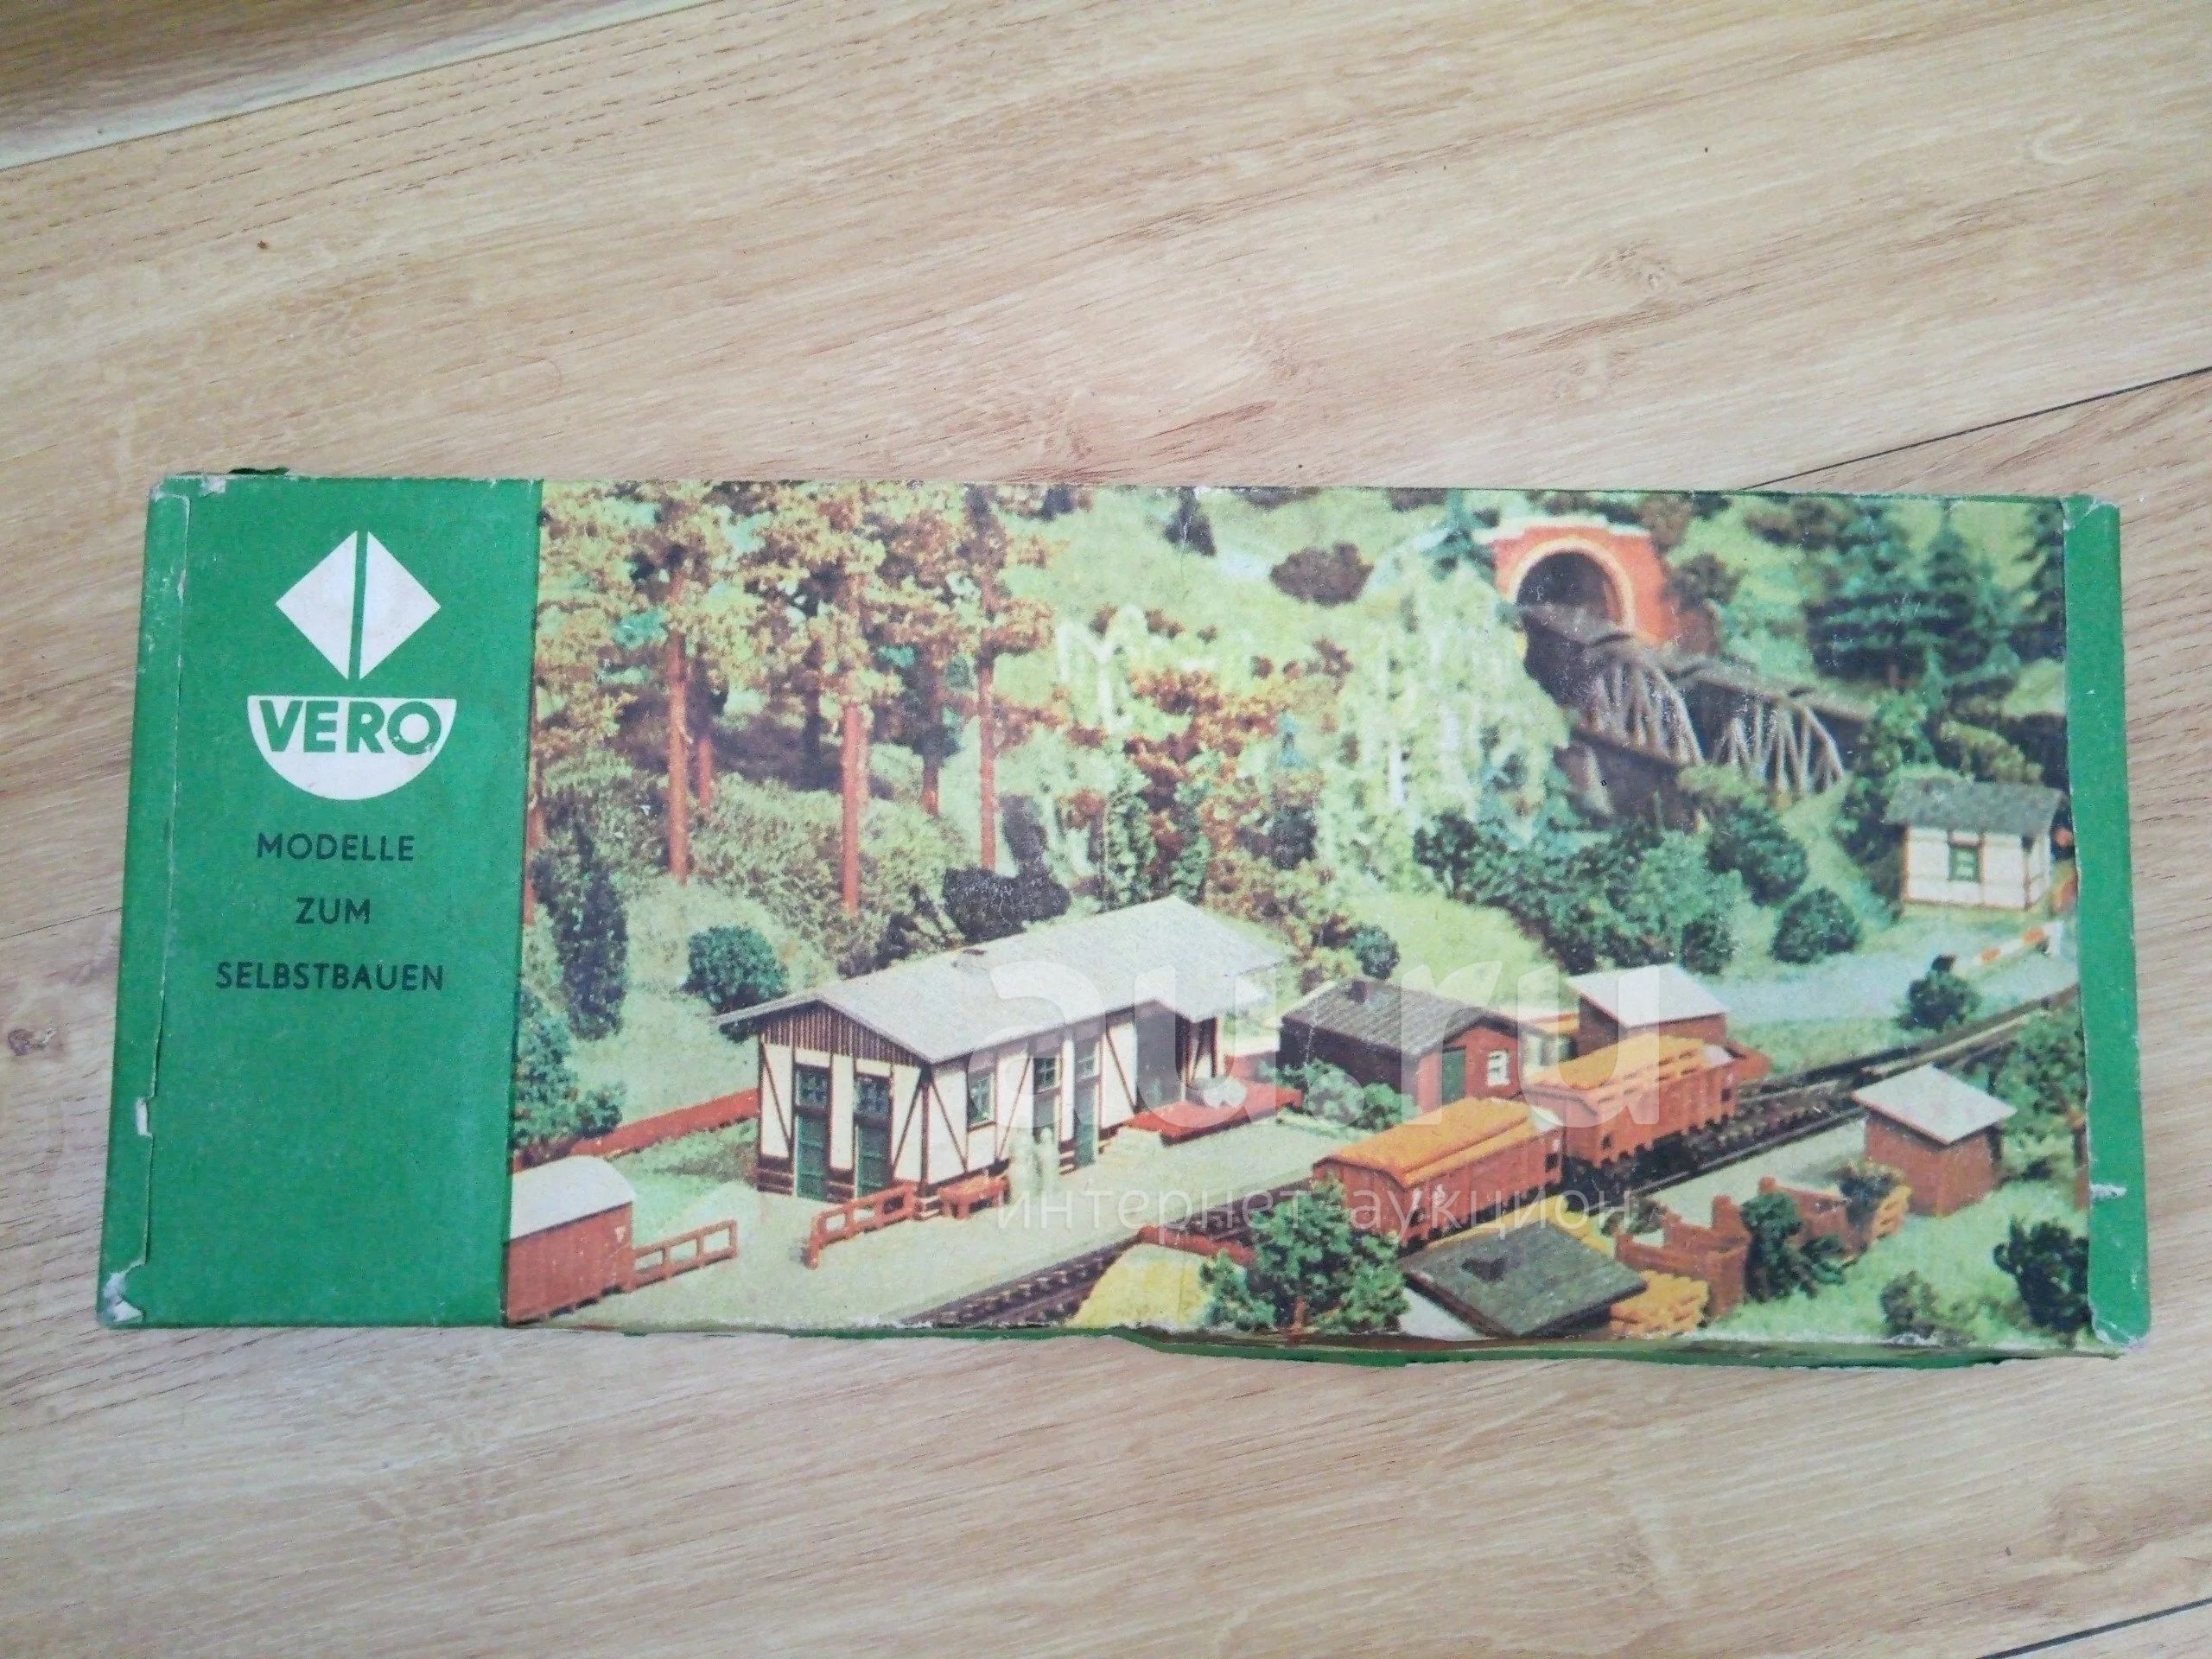 VERO
MODELLE
ZUM
SELBSTBAUEN
au.ru
интернет-аукцион